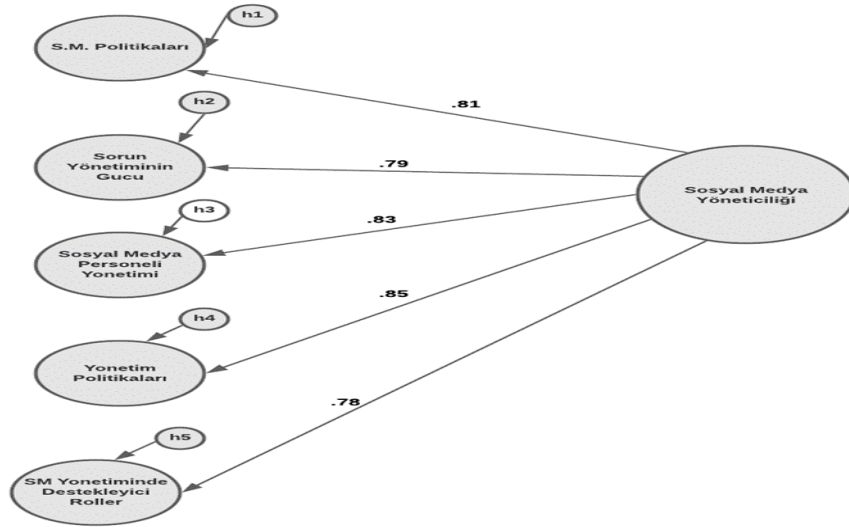 h1
S.M. Politikaları
.81
h2
Sorun
Yönetiminin
Gucu
.79
Sosyal Medya
Yöneticiliği
h3
.83
Sosyal Medya
Personeli
Yonetimi
.85
h4
Yonetim
Politikaları
.78
h5
SM Yonetiminde
Destekleyici
Roller